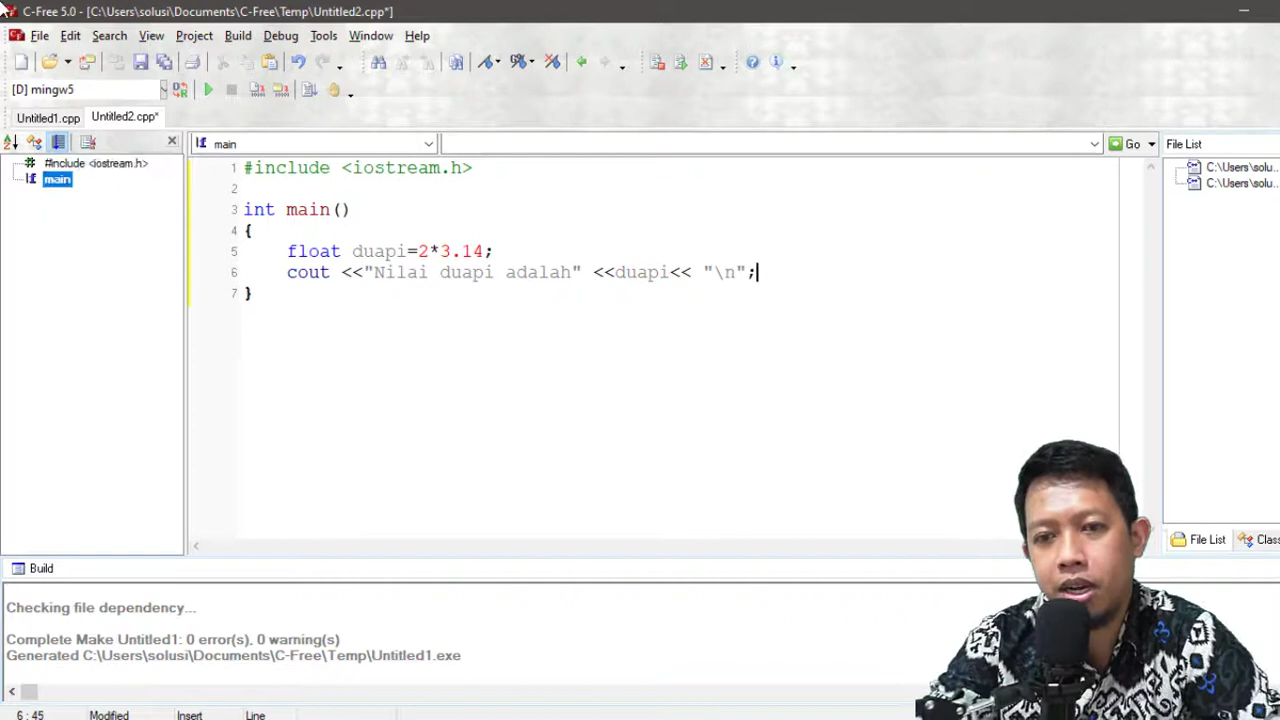 C-Free 5.0 - [C:\Users\solusi\Documents\C-Free\Temp\Untitled2.cpp*]
File Edit Search View Project Build Debug Tools Window Help
[D] mingw5
Untitled1.cpp Untitled2.cpp*
main Go File List
#include <iostream.h>
main
C:\Users\solu...
C:\Users\solu...
1 #include <iostream.h>
2
3 int main()
4 {
5 float duapi=2*3.14;
6 cout <<"Nilai duapi adalah" <<duapi<< "\n";
7 }
File List Clas
Build
Checking file dependency...
Complete Make Untitled1: 0 error(s), 0 warning(s)
Generated C:\Users\solusi\Documents\C-Free\Temp\Untitled1.exe
6 : 45 Modified Insert Line